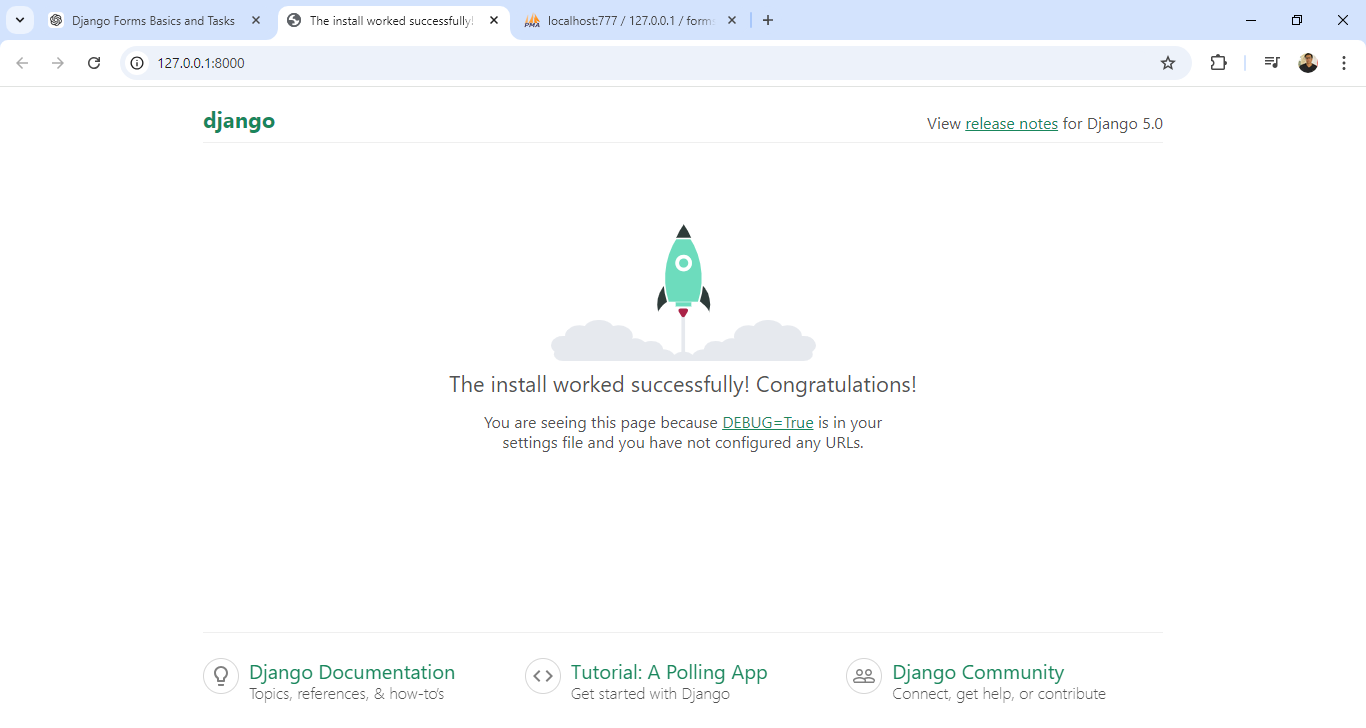 Django Forms Basics and Tasks
The install worked successfully!
PMA
localhost:777 / 127.0.0.1 / forms
127.0.0.1:8000
django
View release notes for Django 5.0
The install worked successfully! Congratulations!
You are seeing this page because DEBUG=True is in your
settings file and you have not configured any URLs.
Django Documentation
Topics, references, & how-to's
Tutorial: A Polling App
Get started with Django
Django Community
Connect, get help, or contribute